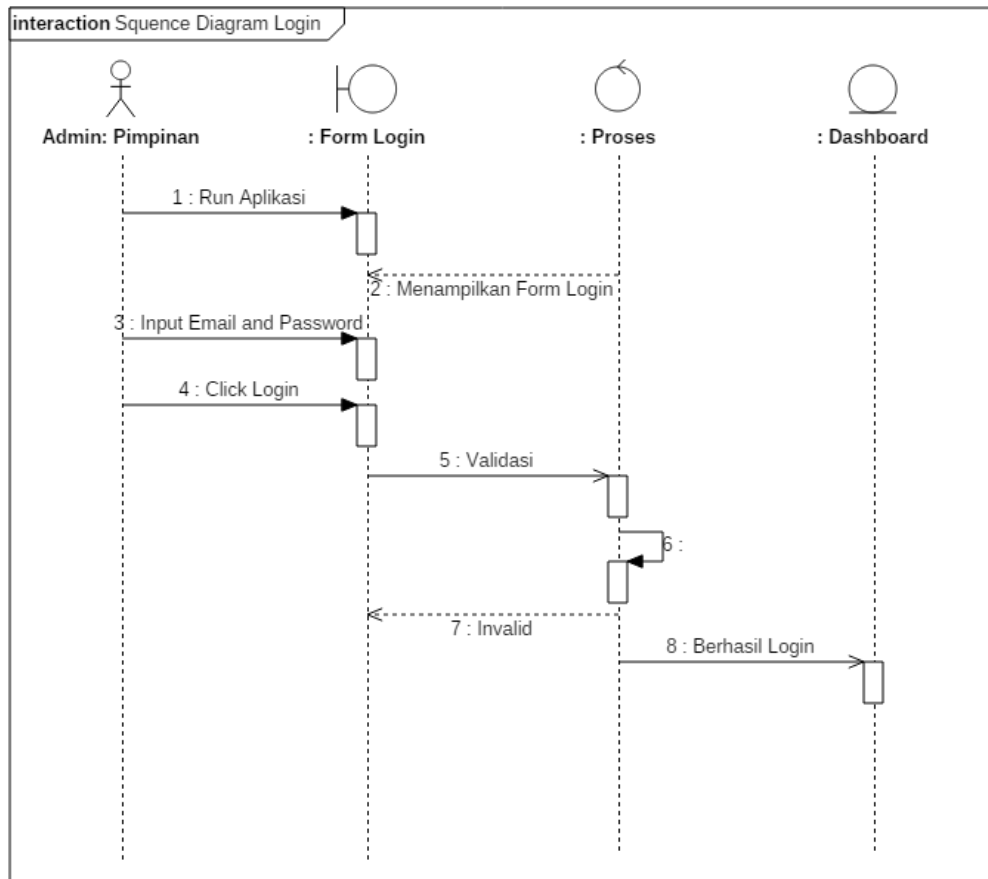 interaction Squence Diagram Login
Admin: Pimpinan
: Form Login
: Proses
: Dashboard
1 : Run Aplikasi
2 : Menampilkan Form Login
3 : Input Email and Password
4 : Click Login
5 : Validasi
6 :
7 : Invalid
8 : Berhasil Login